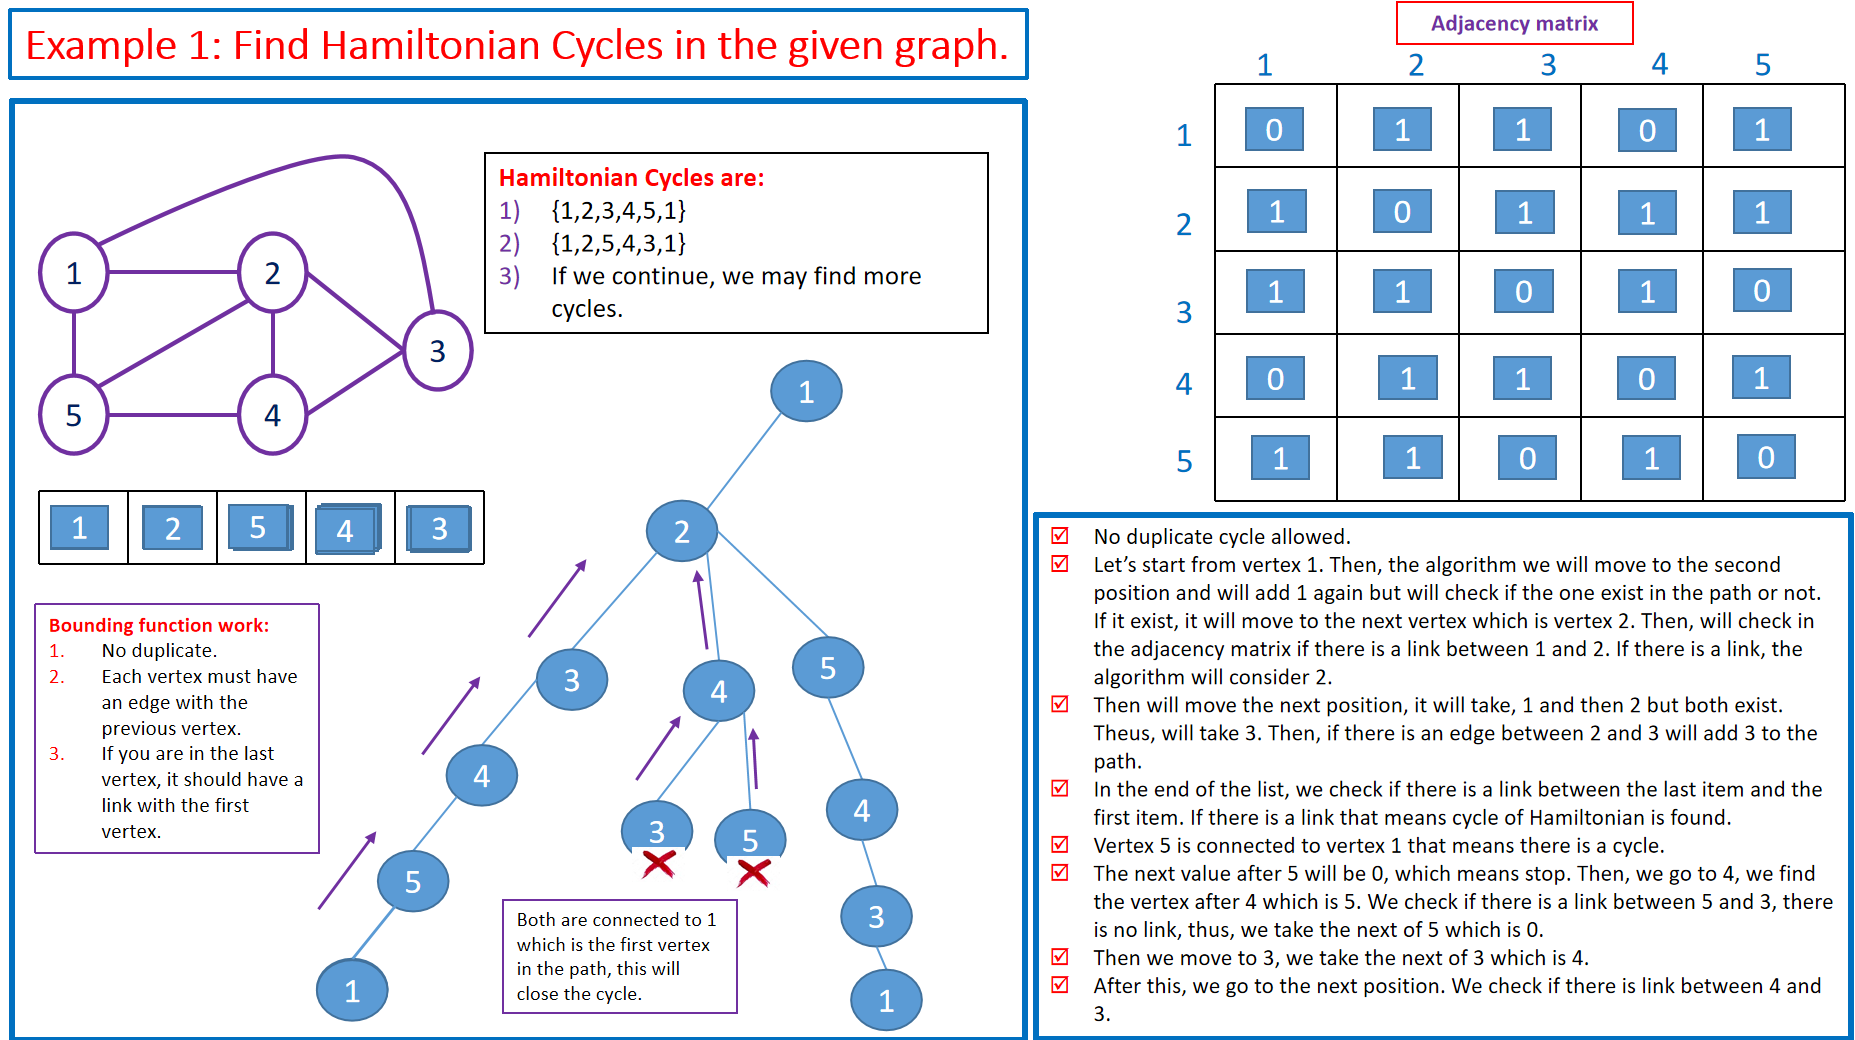 Example 1: Find Hamiltonian Cycles in the given graph.
Adjacency matrix
1 2 3 4 5
1 0 1 1 0 1
2 1 0 1 1 1
3 1 1 0 1 0
4 0 1 1 0 1
5 1 1 0 1 0
1
2
3
5
4
Hamiltonian Cycles are:
1) {1,2,3,4,5,1}
2) {1,2,5,4,3,1}
3) If we continue, we may find more
cycles.
1 2 5 4 3
Bounding function work:
1. No duplicate.
2. Each vertex must have
an edge with the
previous vertex.
3. If you are in the last
vertex, it should have a
link with the first
vertex.
1
2
3
4
5
4
3
5
4
5
3
1
1
Both are connected to 1
which is the first vertex
in the path, this will
close the cycle.
No duplicate cycle allowed.
Let’s start from vertex 1. Then, the algorithm we will move to the second
position and will add 1 again but will check if the one exist in the path or not.
If it exist, it will move to the next vertex which is vertex 2. Then, will check in
the adjacency matrix if there is a link between 1 and 2. If there is a link, the
algorithm will consider 2.
Then will move the next position, it will take, 1 and then 2 but both exist.
Theus, will take 3. Then, if there is an edge between 2 and 3 will add 3 to the
path.
In the end of the list, we check if there is a link between the last item and the
first item. If there is a link that means cycle of Hamiltonian is found.
Vertex 5 is connected to vertex 1 that means there is a cycle.
The next value after 5 will be 0, which means stop. Then, we go to 4, we find
the vertex after 4 which is 5. We check if there is a link between 5 and 3, there
is no link, thus, we take the next of 5 which is 0.
Then we move to 3, we take the next of 3 which is 4.
After this, we go to the next position. We check if there is link between 4 and
3.